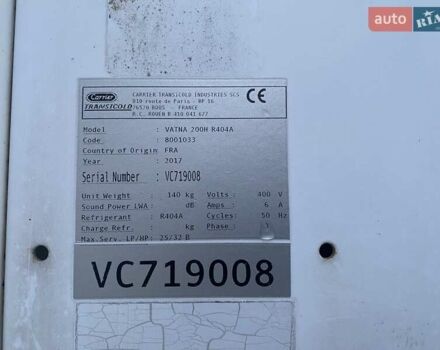 AUTO RIA
Carrier
TRANSICOLD
CARRIER TRANSICOLD INDUSTRIES SCS
810 route de Paris - BP 16
76520 BOOS - FRANCE
R.C. ROUEN B 410 041 677
CE
Model : VATNA 200H R404A
Code : 8001033
Country of Origin : FRA
Year : 2017
Serial Number : VC719008
Unit Weight : 140 kg Volts : 400 V
Sound Power LWA : dB Amps : 6 A
Refrigerant : R404A Cycles: 50 Hz
Charge Refr. : kg Phase :
Max.Serv. LP/HP: 25/32 B
VC719008